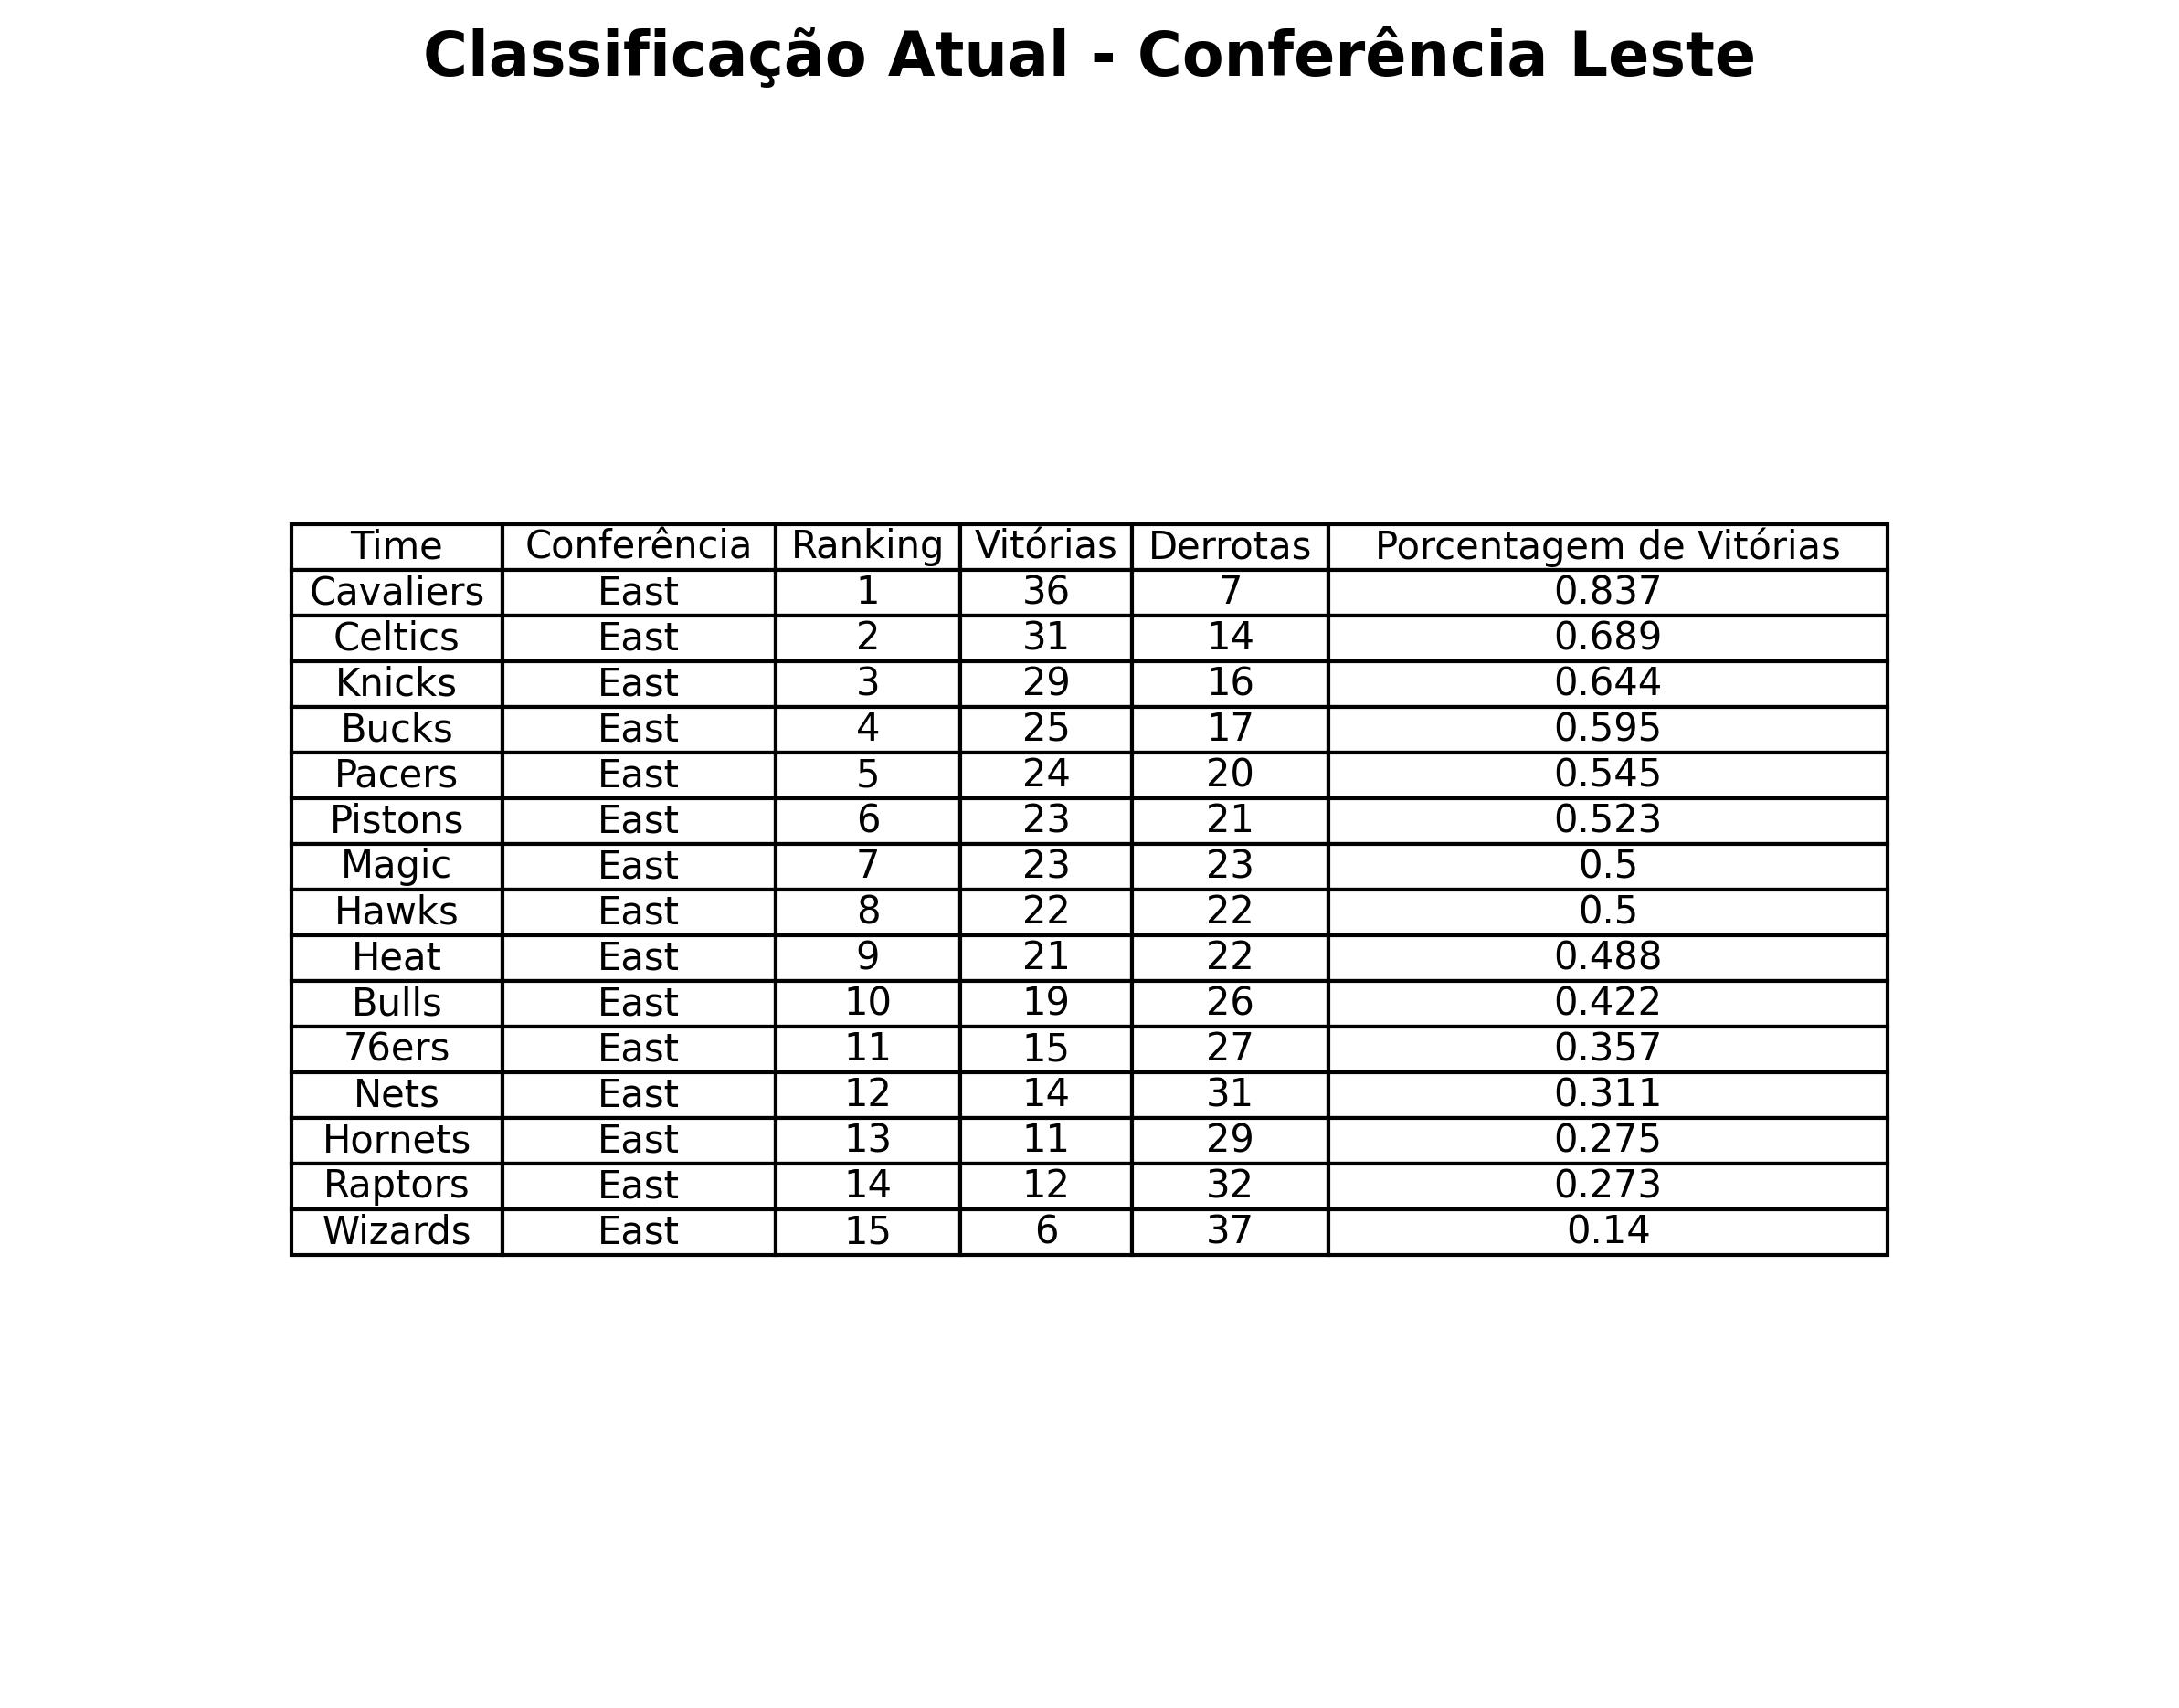 Classificação Atual - Conferência Leste
Time Conferência Ranking Vitórias Derrotas Porcentagem de Vitórias
Cavaliers East 1 36 7 0.837
Celtics East 2 31 14 0.689
Knicks East 3 29 16 0.644
Bucks East 4 25 17 0.595
Pacers East 5 24 20 0.545
Pistons East 6 23 21 0.523
Magic East 7 23 23 0.5
Hawks East 8 22 22 0.5
Heat East 9 21 22 0.488
Bulls East 10 19 26 0.422
76ers East 11 15 27 0.357
Nets East 12 14 31 0.311
Hornets East 13 11 29 0.275
Raptors East 14 12 32 0.273
Wizards East 15 6 37 0.14